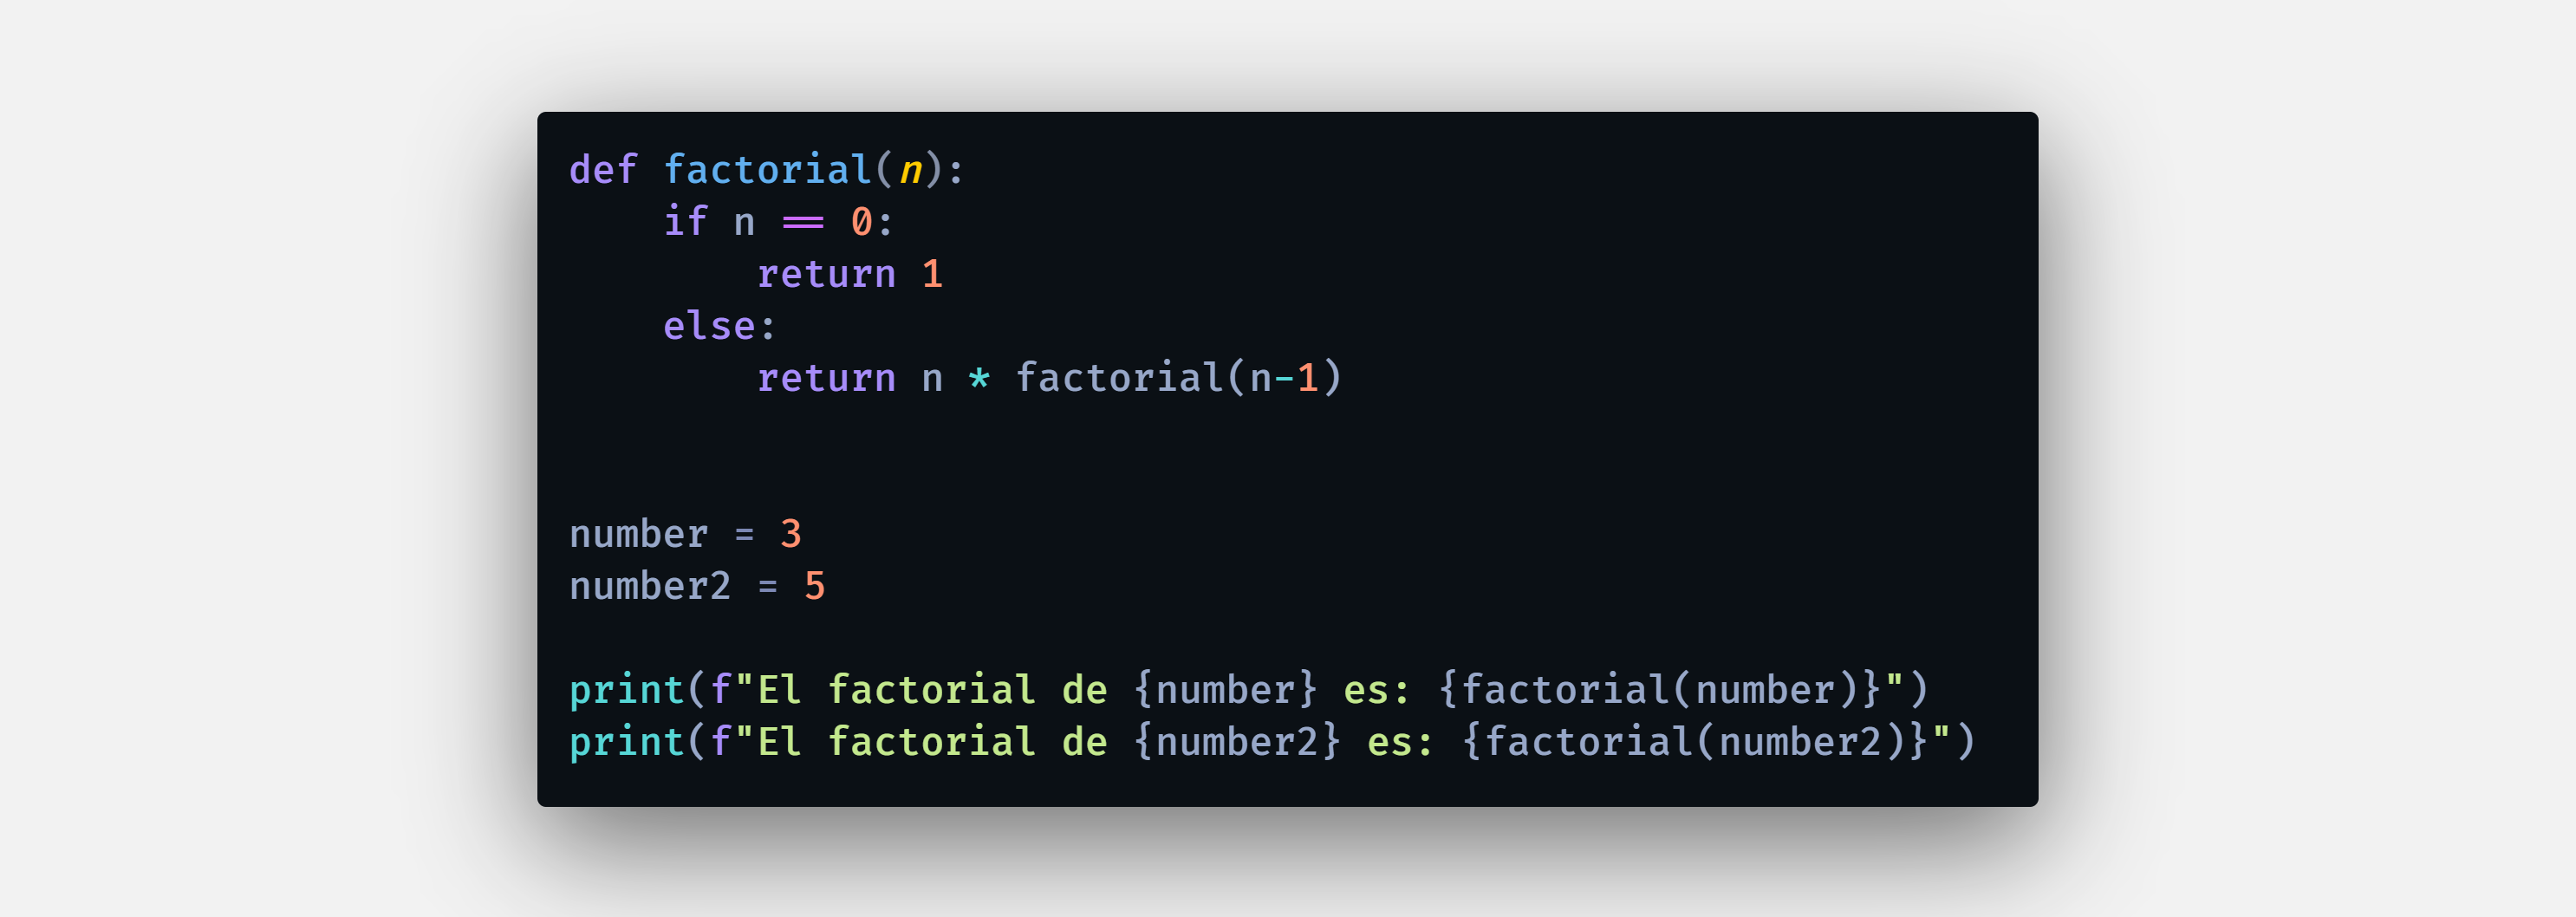 def factorial(n):
    if n == 0:
        return 1
    else:
        return n * factorial(n-1)
number = 3
number2 = 5
print(f"El factorial de {number} es: {factorial(number)}")
print(f"El factorial de {number2} es: {factorial(number2)}")